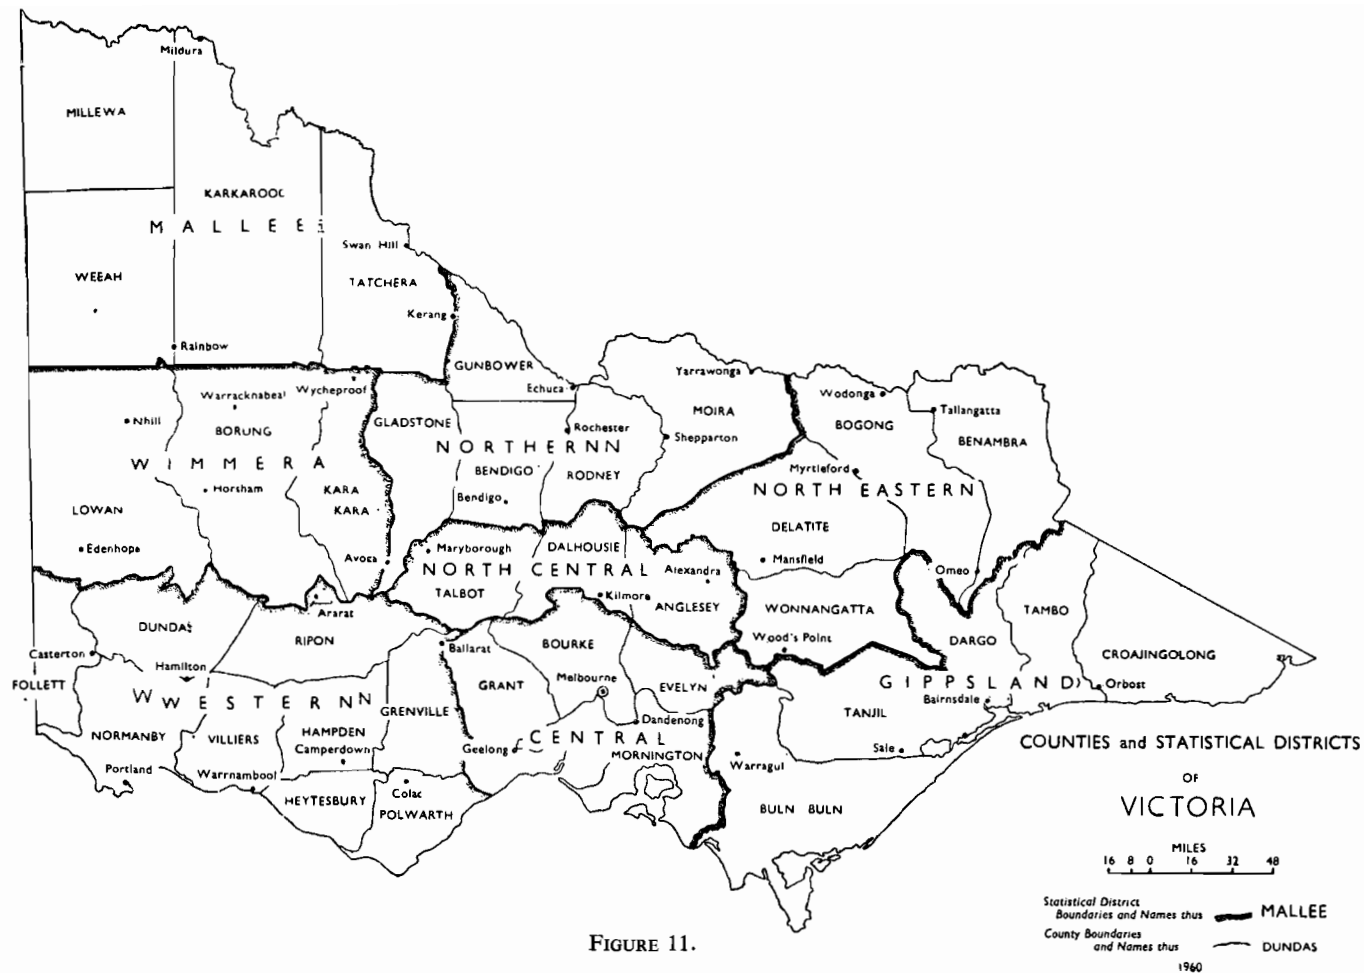 Mildura
MILLEWA
KARKAROOC
MALLEE
Swan Hill
WEEAH
TATCHERA
Kerang
Rainbow
GUNBOWER
Yarrawonga
Echuca
Wycheproof
Warracknabeal
Wodonga
Tallangatta
MOIRA
Nhill
GLADSTONE
Rochester
BOGONG
BORUNG
Shepparton
BENAMBRA
NORTHERNN
WIMMERA
BENDIGO
RODNEY
Myrtleford
Horsham
KARA
KARA
Bendigo
NORTH EASTERN
LOWAN
DELATITE
Edenhope
Avoca
Maryborough
DALHOUSIE
Mansfield
NORTH CENTRAL
Alexandra
Omeo
TALBOT
Kilmore
ANGLESEY
WONNANGATTA
TAMBO
Ararat
DUNDAS
RIPON
Ballarat
BOURKE
Wood's Point
DARGO
Casterton
Hamilton
CROAJINGOLONG
FOLLETT
GRANT
Melbourne
EVELYN
GIPPSLAND
Orbost
WWESTERNN
Bairnsdale
GRENVILLE
Dandenong
TANJIL
NORMANBY
VILLIERS
HAMPDEN
Camperdown
Geelong
CENTRAL
Sale
MORNINGTON
Portland
Warrnambool
Warragul
HEYTESBURY
Colac
POLWARTH
BULN BULN
COUNTIES and STATISTICAL DISTRICTS
OF
VICTORIA
MILES
16 8 0 16 32 48
Statistical District
Boundaries and Names thus MALLEE
County Boundaries
and Names thus DUNDAS
1960
FIGURE 11.